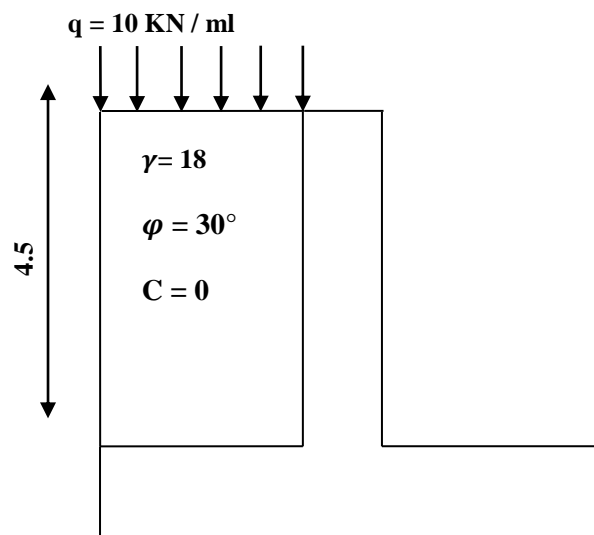 q = 10 KN / ml
γ= 18
φ = 30°
C = 0
4.5